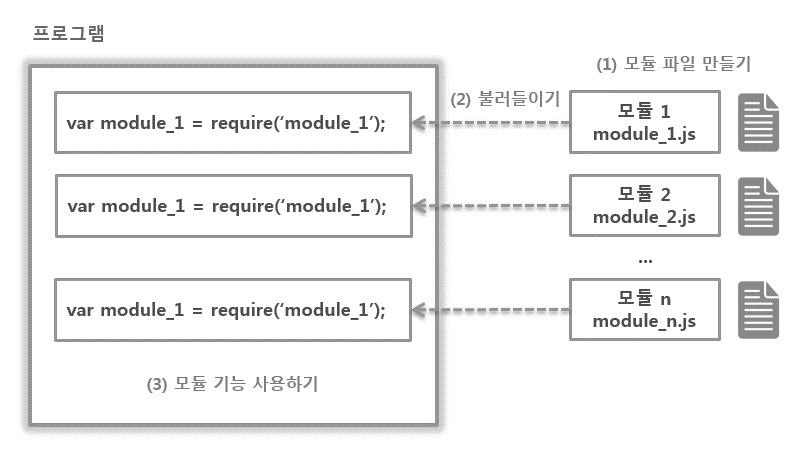 프로그램
(1) 모듈 파일 만들기
(2) 불러들이기
var module_1 = require(‘module_1’);
모듈 1
module_1.js
var module_1 = require(‘module_1’);
모듈 2
module_2.js
...
var module_1 = require(‘module_1’);
모듈 n
module_n.js
(3) 모듈 기능 사용하기